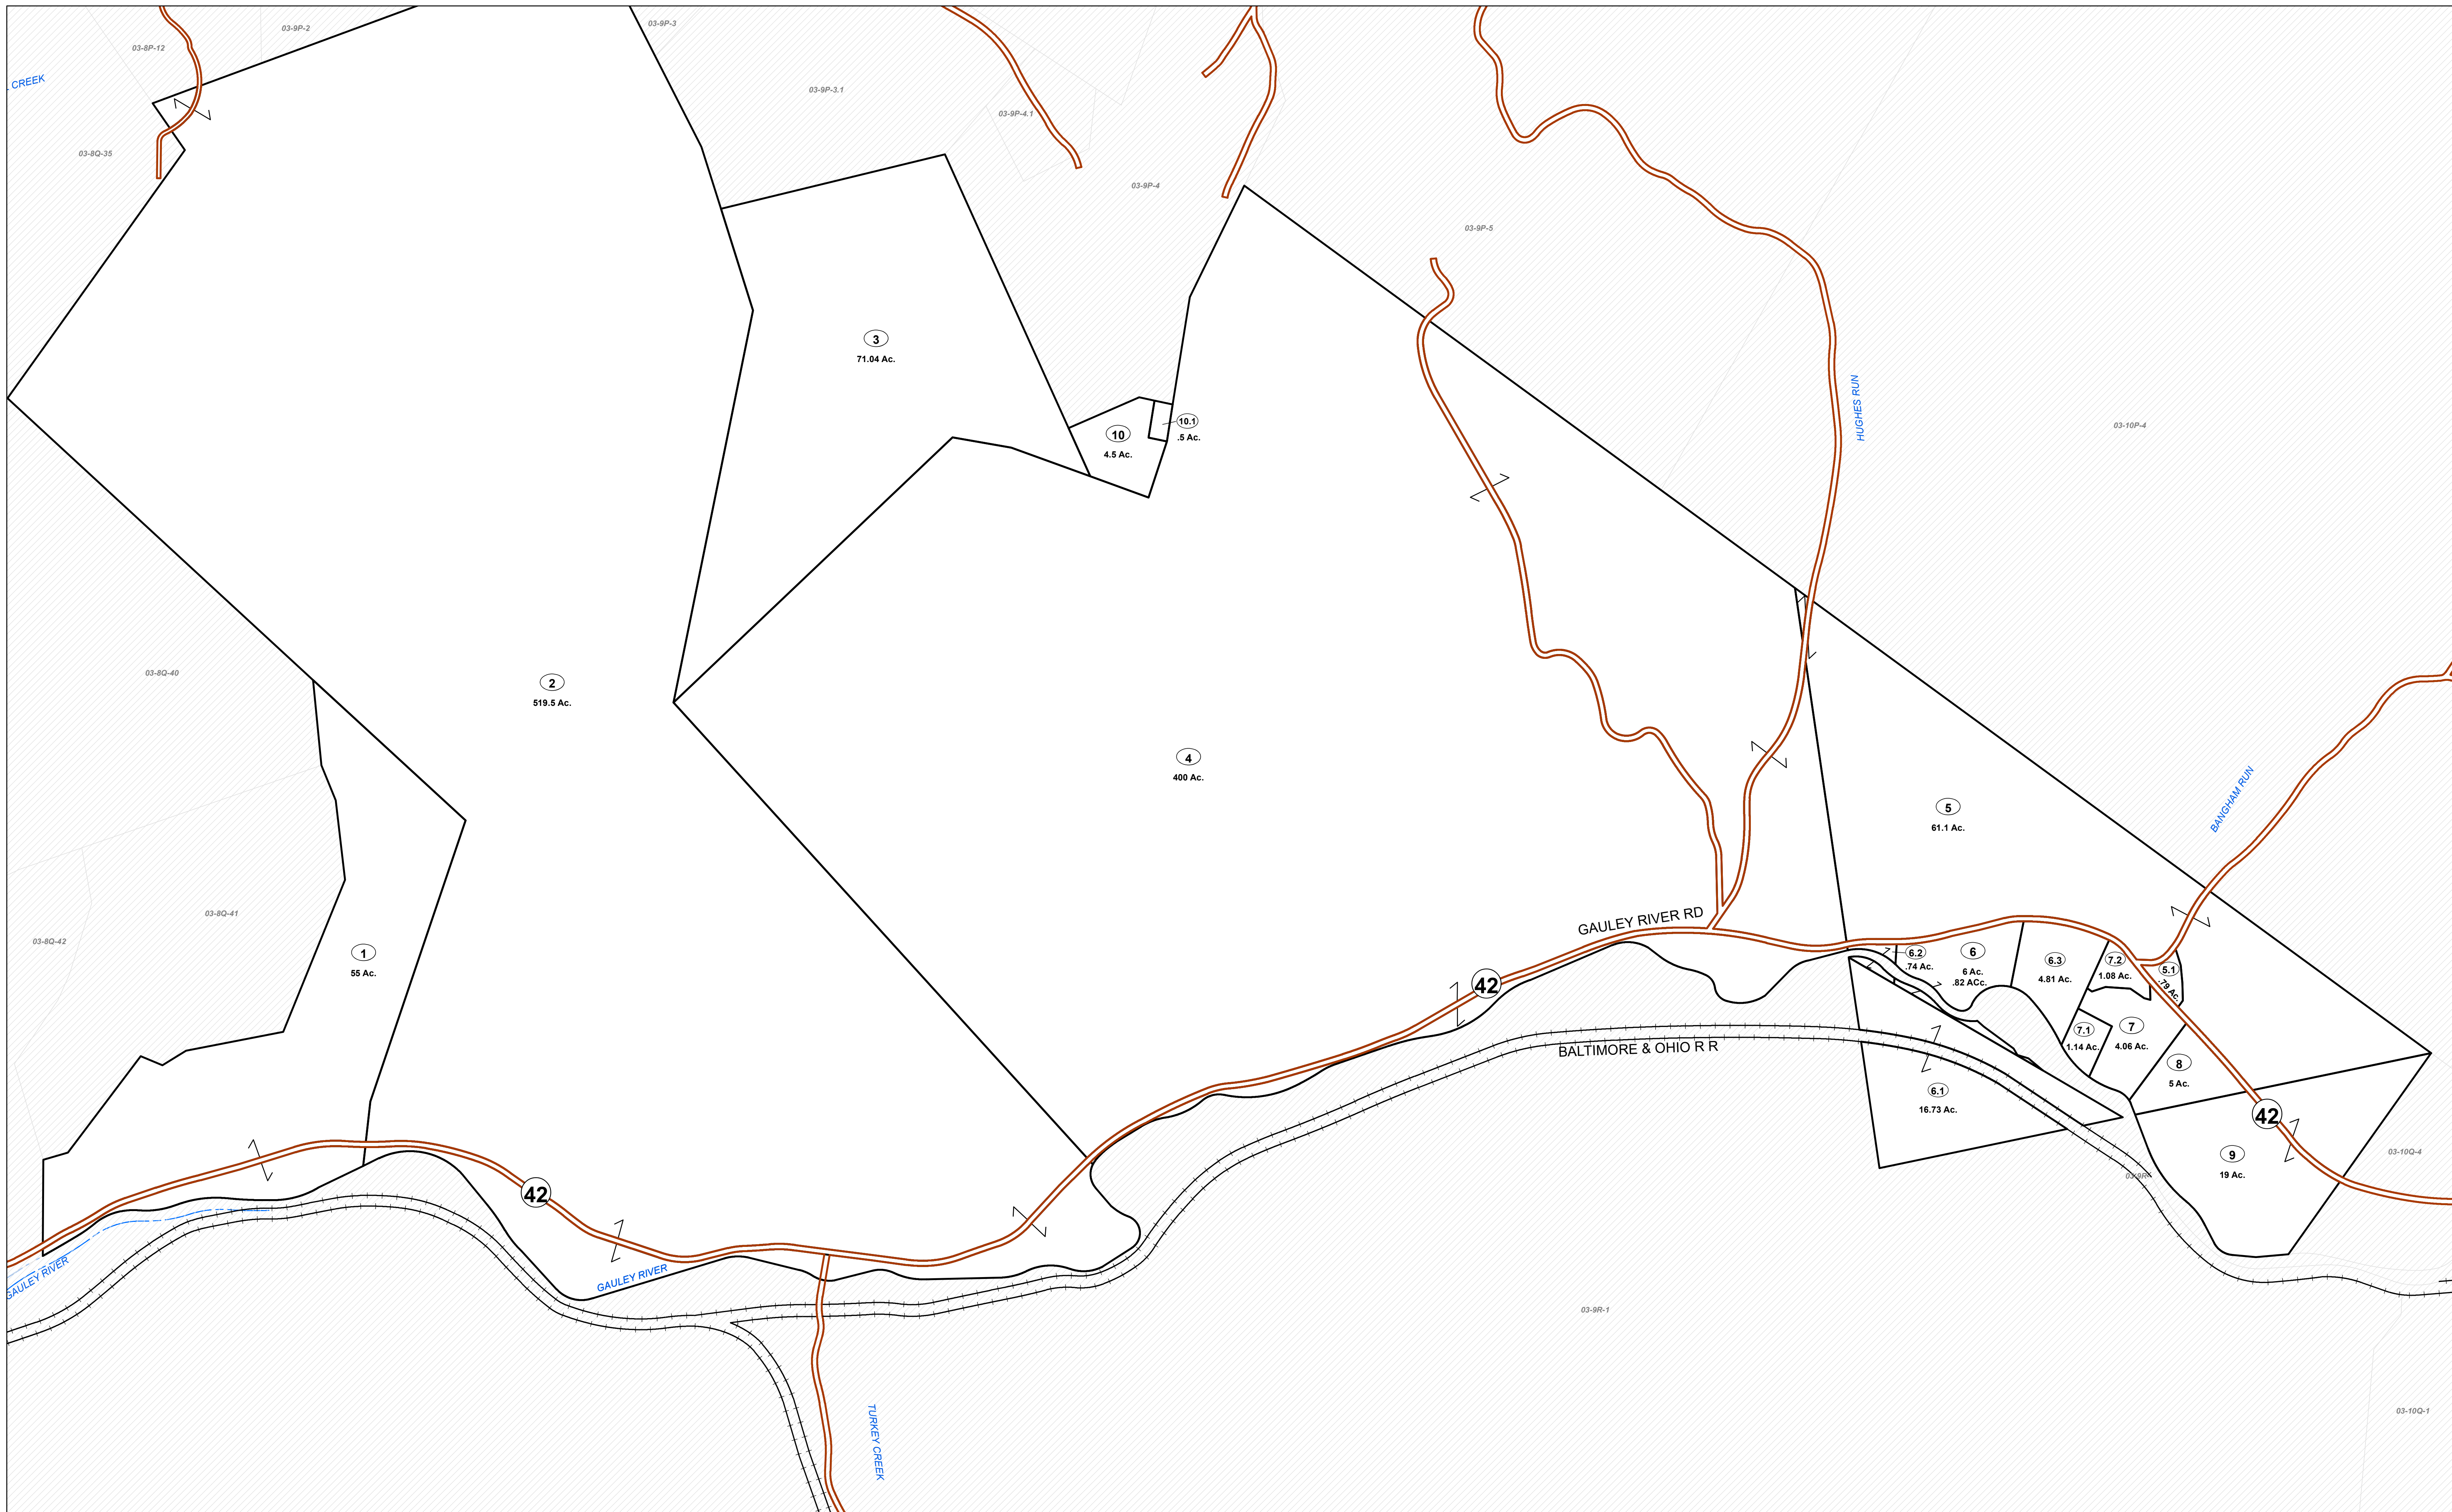 03-9P-3
03-9P-2
03-8P-12
CREEK
03-9P-3.1
03-9P-4.1
03-8Q-35
03-9P-4
03-9P-5
3
71.04 Ac.
HUGHES RUN
10.1
.5 Ac.
10
4.5 Ac.
03-10P-4
03-8Q-40
2
519.5 Ac.
4
400 Ac.
5
61.1 Ac.
BANGHAM RUN
03-8Q-41
03-8Q-42
1
55 Ac.
GAULEY RIVER RD
42
6.2
.74 Ac.
6
6 Ac.
.82 ACc.
6.3
4.81 Ac.
7.2
1.08 Ac.
5.1
.79 Ac.
7.1
1.14 Ac.
7
4.06 Ac.
8
5 Ac.
BALTIMORE & OHIO R R
6.1
16.73 Ac.
42
9
19 Ac.
03-10Q-4
42
GAULEY RIVER
GAULEY RIVER
03-9R-1
TURKEY CREEK
03-10Q-1